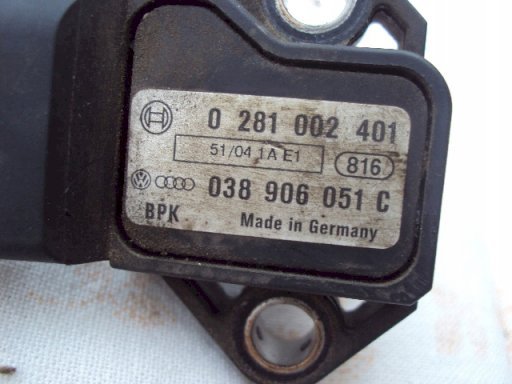 0 281 002 401
51/04 1A E1 816
038 906 051 C
BPK Made in Germany